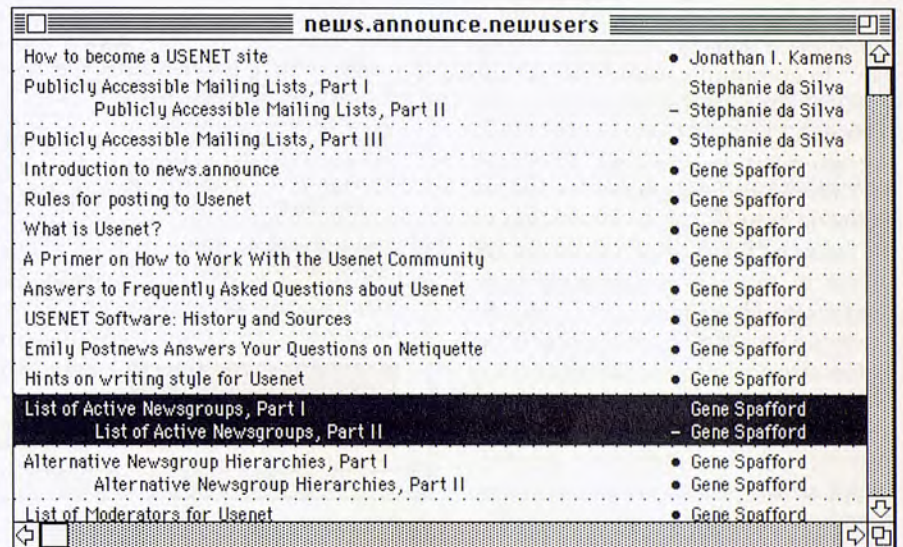 news.announce.newusers
How to become a USENET site • Jonathan I. Kamens
Publicly Accessible Mailing Lists, Part I Stephanie da Silva
Publicly Accessible Mailing Lists, Part II – Stephanie da Silva
Publicly Accessible Mailing Lists, Part III • Stephanie da Silva
Introduction to news.announce • Gene Spafford
Rules for posting to Usenet • Gene Spafford
What is Usenet? • Gene Spafford
A Primer on How to Work With the Usenet Community • Gene Spafford
Answers to Frequently Asked Questions about Usenet • Gene Spafford
USENET Software: History and Sources • Gene Spafford
Emily Postnews Answers Your Questions on Netiquette • Gene Spafford
Hints on writing style for Usenet • Gene Spafford
List of Active Newsgroups, Part I Gene Spafford
List of Active Newsgroups, Part II – Gene Spafford
Alternative Newsgroup Hierarchies, Part I • Gene Spafford
Alternative Newsgroup Hierarchies, Part II • Gene Spafford
List of Moderators for Usenet • Gene Spafford